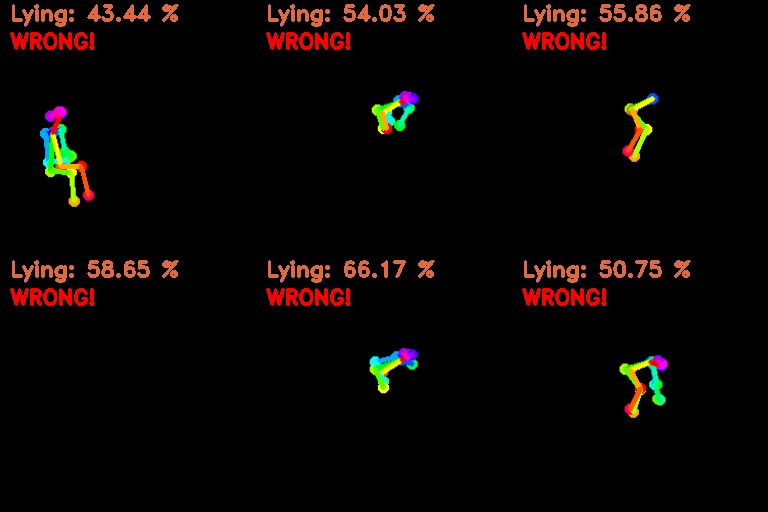 Lying: 43.44 %
WRONG!
Lying: 54.03 %
WRONG!
Lying: 55.86 %
WRONG!
Lying: 58.65 %
WRONG!
Lying: 66.17 %
WRONG!
Lying: 50.75 %
WRONG!